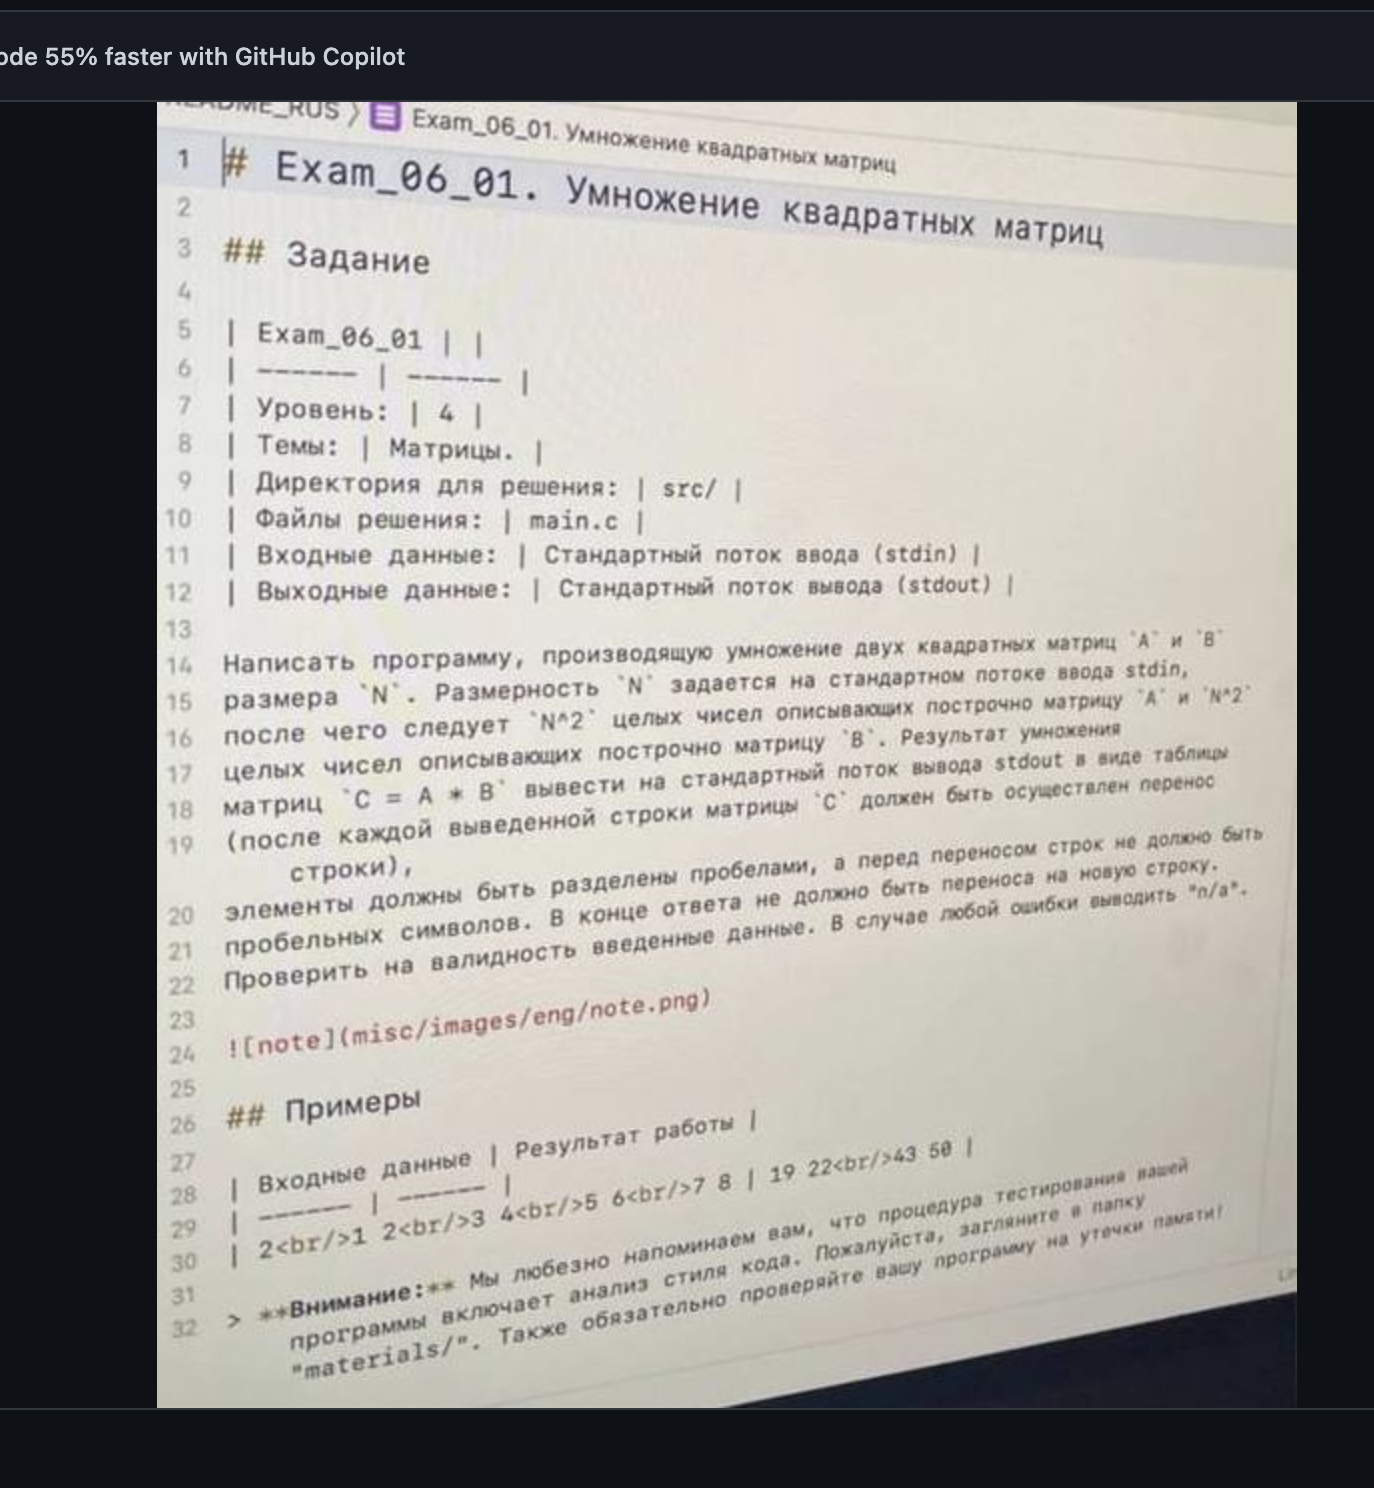 ode 55% faster with GitHub Copilot
README_RUS 〉 Exam_06_01. Умножение квадратных матриц
1 # Exam_06_01. Умножение квадратных матриц
2
3 ## Задание
4
5 | Exam_06_01 | |
6 | ------ | ------ |
7 | Уровень: | 4 |
8 | Темы: | Матрицы. |
9 | Директория для решения: | src/ |
10 | Файлы решения: | main.c |
11 | Входные данные: | Стандартный поток ввода (stdin) |
12 | Выходные данные: | Стандартный поток вывода (stdout) |
13
14 Написать программу, производящую умножение двух квадратных матриц `A` и `B`
15 размера `N`. Размерность `N` задается на стандартном потоке ввода stdin,
16 после чего следует `N^2` целых чисел описывающих построчно матрицу `A` и `N^2`
17 целых чисел описывающих построчно матрицу `B`. Результат умножения
18 матриц `C = A * B` вывести на стандартный поток вывода stdout в виде таблицы
19 (после каждой выведенной строки матрицы `C` должен быть осуществлен перенос
строки),
20 элементы должны быть разделены пробелами, а перед переносом строк не должно быть
21 пробельных символов. В конце ответа не должно быть переноса на новую строку.
22 Проверить на валидность введенные данные. В случае любой ошибки выводить "n/a".
23
24 ![note](misc/images/eng/note.png)
25
26 ## Примеры
27
28 | Входные данные | Результат работы |
29 | ------ | ------ |
30 | 2<br/>1 2<br/>3 4<br/>5 6<br/>7 8 | 19 22<br/>43 50 |
31
32 > **Внимание:** Мы любезно напоминаем вам, что процедура тестирования вашей
программы включает анализ стиля кода. Пожалуйста, загляните в папку
"materials/". Также обязательно проверяйте вашу программу на утечки памяти!